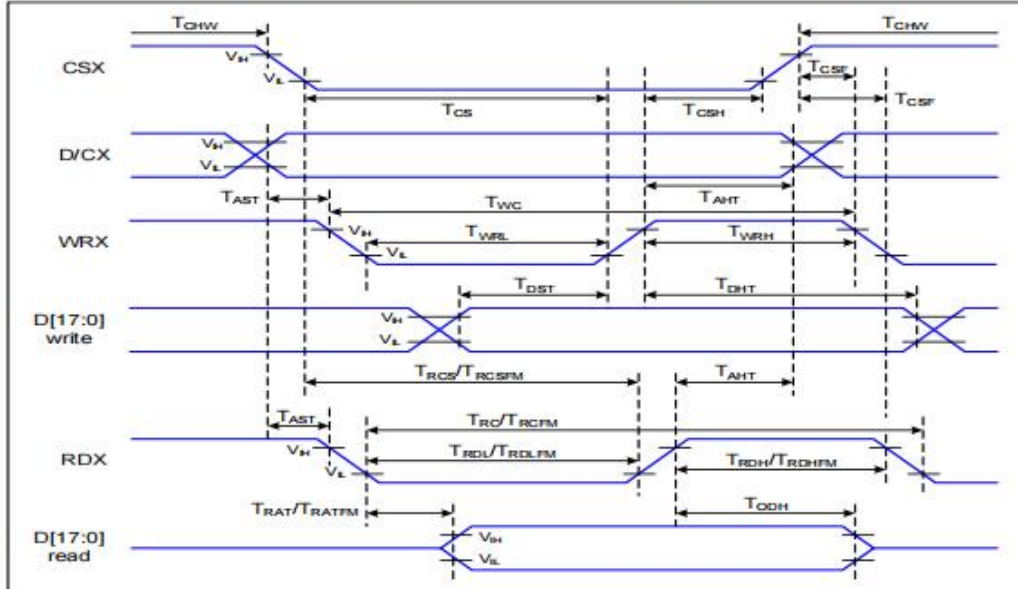 TCHW TCHW
CSX VIH VIL
TCSF
TCSF
TCS TCSH
D/CX VIH VIL
TAST TWC TAHT
WRX VIH VIL TWRL TWRH
TDST TDHT
D[17:0] write VIH VIL
TRCS/TRCSFM TAHT
TAST TRC/TRCFM
RDX VIH VIL TRDL/TRDLFM TRDH/TRDHFM
TRAT/TRATFM TODH
D[17:0] read VIH VIL